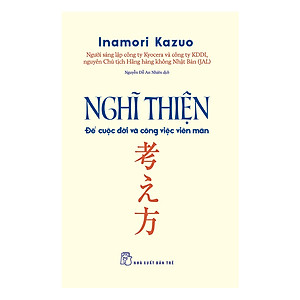 Inamori Kazuo
Người sáng lập công ty Kyocera và công ty KDDI,
nguyên Chủ tịch Hãng hàng không Nhật Bản (JAL)
Nguyễn Đỗ An Nhiên dịch
NGHĨ THIỆN
Để cuộc đời và công việc viên mãn
考え方
NHÀ XUẤT BẢN TRẺ